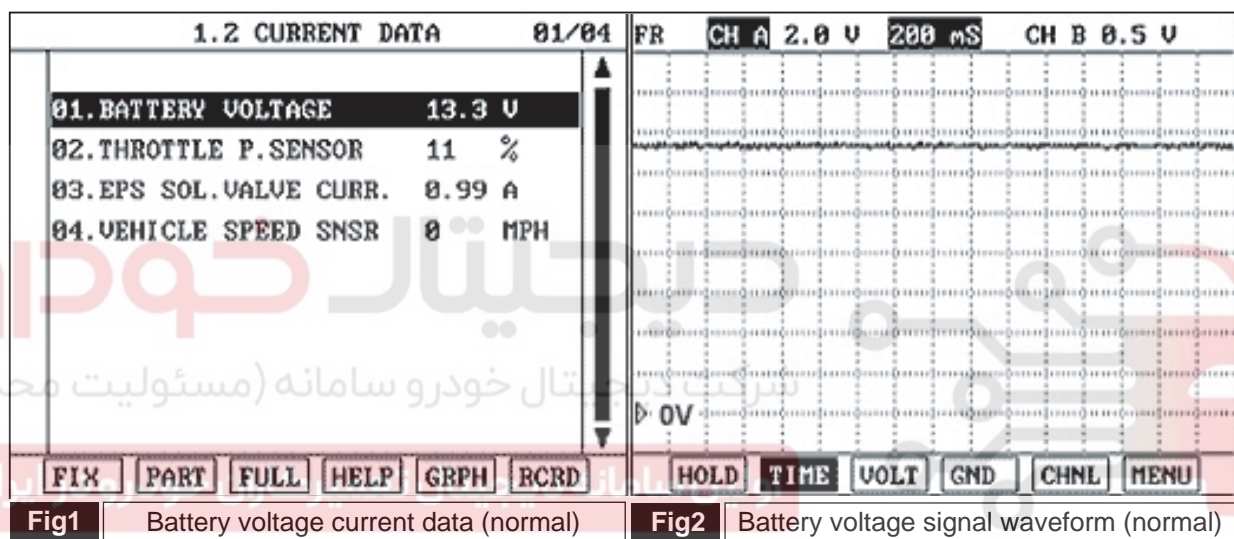 1.2 CURRENT DATA 01/04
01.BATTERY VOLTAGE 13.3 V
02.THROTTLE P.SENSOR 11 %
03.EPS SOL.VALVE CURR. 0.99 A
04.VEHICLE SPEED SNSR 0 MPH
FIX PART FULL HELP GRPH RCRD
Fig1 Battery voltage current data (normal)
FR CH A 2.0 V 200 mS CH B 0.5 V
0V
HOLD TIME VOLT GND CHNL MENU
Fig2 Battery voltage signal waveform (normal)
دیجیتال خودرو
شرکت دیجیتال خودرو سامانه (مسئولیت